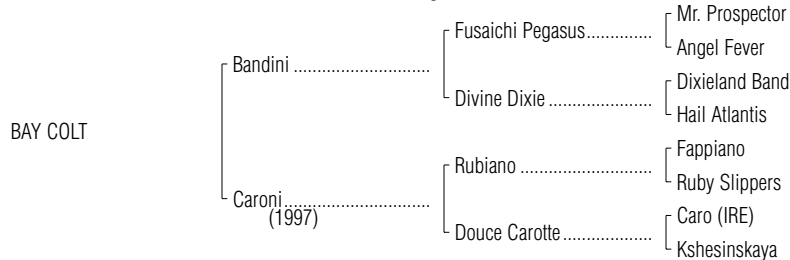 Mr. Prospector
Fusaichi Pegasus..............
Angel Fever
Bandini .............................
Dixieland Band
Divine Dixie ......................
Hail Atlantis
BAY COLT
Fappiano
Rubiano ............................
Ruby Slippers
Caroni...............................
(1997)
Caro (IRE)
Douce Carotte...................
Kshesinskaya